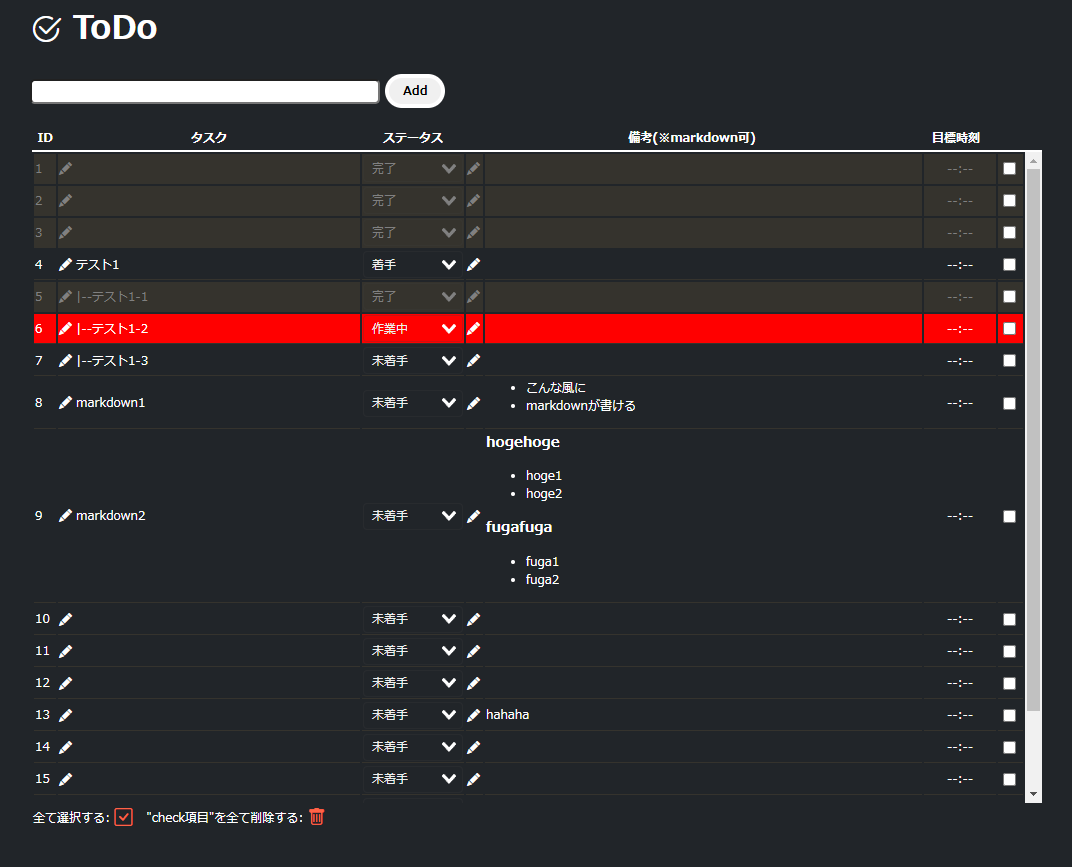 ToDo
Add
ID タスク ステータス 備考(※markdown可) 目標時刻
1 完了 --:--
2 完了 --:--
3 完了 --:--
4 テスト1 着手 --:--
5 |--テスト1-1 完了 --:--
6 |--テスト1-2 作業中 --:--
7 |--テスト1-3 未着手 --:--
8 markdown1 未着手 --:--
• こんな風に
• markdownが書ける
9 markdown2 未着手 --:--
hogehoge
• hoge1
• hoge2
fugafuga
• fuga1
• fuga2
10 未着手 --:--
11 未着手 --:--
12 未着手 --:--
13 未着手 hahaha --:--
14 未着手 --:--
15 未着手 --:--
全て選択する: "check項目"を全て削除する: